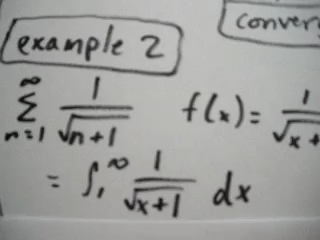 conver
example 2
∞ ∑ n=1 1/√n+1 f(x)= 1/√x+
= ∫₁^∞ 1/√x+1 dx